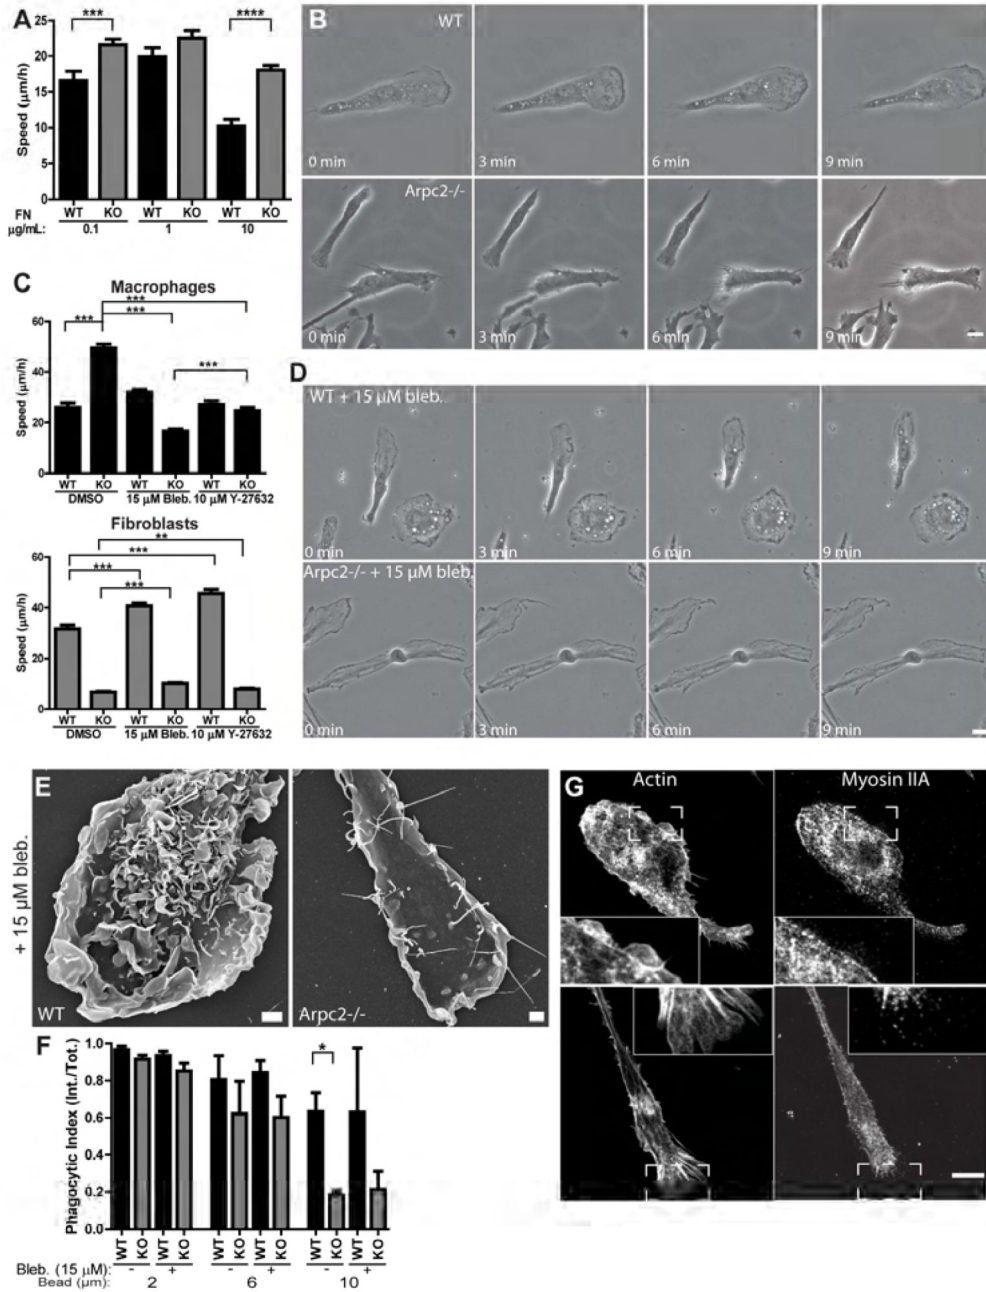 A
25
20
15
10
5
0
Speed (μm/h)
***
****
WT KO WT KO WT KO
FN
μg/mL:
0.1 1 10
B
WT
0 min 3 min 6 min 9 min
Arpc2-/-
0 min 3 min 6 min 9 min
C
Macrophages
***
***
***
***
60
40
20
0
Speed (μm/h)
WT KO WT KO WT KO
DMSO 15 μM Bleb. 10 μM Y-27632
Fibroblasts
**
***
***
***
60
40
20
0
Speed (μm/h)
WT KO WT KO WT KO
DMSO 15 μM Bleb. 10 μM Y-27632
D
WT + 15 μM bleb.
0 min 3 min 6 min 9 min
Arpc2-/- + 15 μM bleb.
0 min 3 min 6 min 9 min
E
+ 15 μM bleb.
WT
Arpc2-/-
F
1.0
0.8
0.6
0.4
0.2
0.0
Phagocytic Index (Int./Tot.)
*
WT KO WT KO WT KO WT KO WT KO WT KO
Bleb. (15 μM): - + - + - +
Bead (μm): 2 6 10
G
Actin Myosin IIA